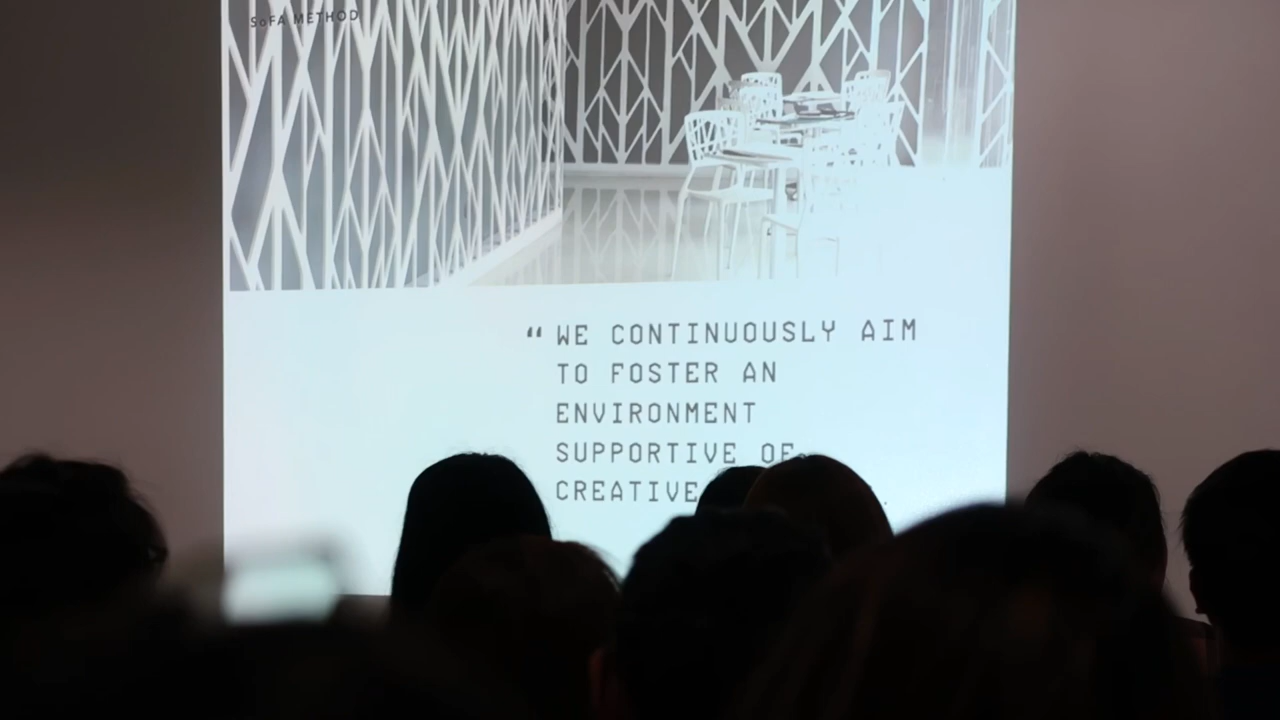 SoFA METHOD
“ WE CONTINUOUSLY AIM
TO FOSTER AN
ENVIRONMENT
SUPPORTIVE OF
CREATIVE